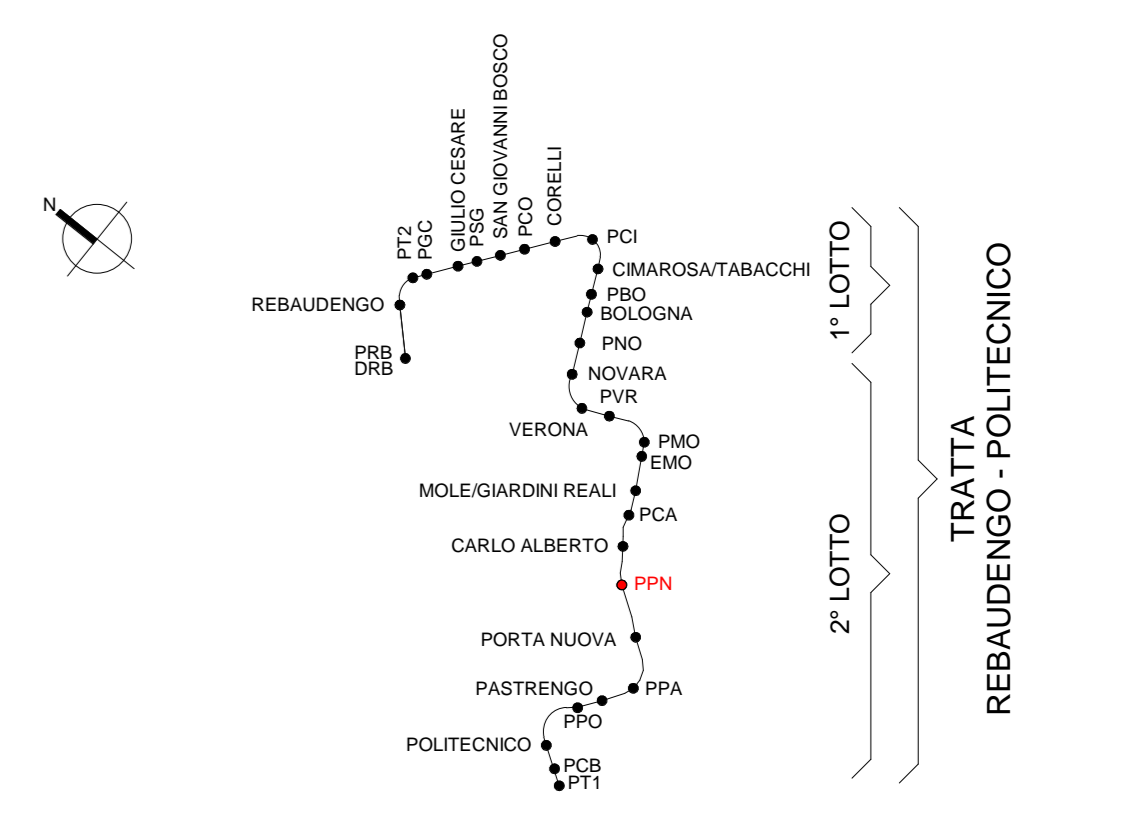 N
PT2
PGC
GIULIO CESARE
PSG
SAN GIOVANNI BOSCO
PCO
CORELLI
PCI
CIMAROSA/TABACCHI
REBAUDENGO
PBO
BOLOGNA
PRB
DRB
PNO
NOVARA
PVR
VERONA
PMO
EMO
MOLE/GIARDINI REALI
PCA
CARLO ALBERTO
PPN
PORTA NUOVA
PASTRENGO
PPA
PPO
POLITECNICO
PCB
PT1
1° LOTTO
2° LOTTO
TRATTA
REBAUDENGO - POLITECNICO